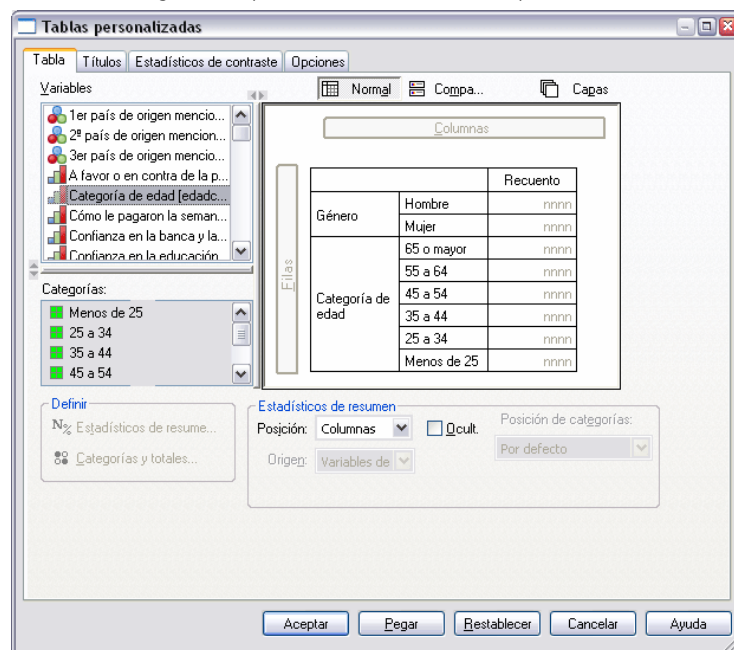 Tablas personalizadas
Tabla Títulos Estadísticos de contraste Opciones
Variables
Normal Compa... Capas
1er país de origen mencio...
2º país de origen mencion...
3er país de origen mencio...
A favor o en contra de la p...
Categoría de edad [edadc...
Cómo le pagaron la seman...
Confianza en la banca y la...
Confianza en la educación
Categorías:
Menos de 25
25 a 34
35 a 44
45 a 54
Columnas
Filas
Recuento
Género Hombre nnnn
Mujer nnnn
Categoría de edad 65 o mayor nnnn
55 a 64 nnnn
45 a 54 nnnn
35 a 44 nnnn
25 a 34 nnnn
Menos de 25 nnnn
Definir
N% Estadísticos de resume...
Categorías y totales...
Estadísticos de resumen
Posición: Columnas Ocult.
Origen: Variables de
Posición de categorías:
Por defecto
Aceptar Pegar Restablecer Cancelar Ayuda